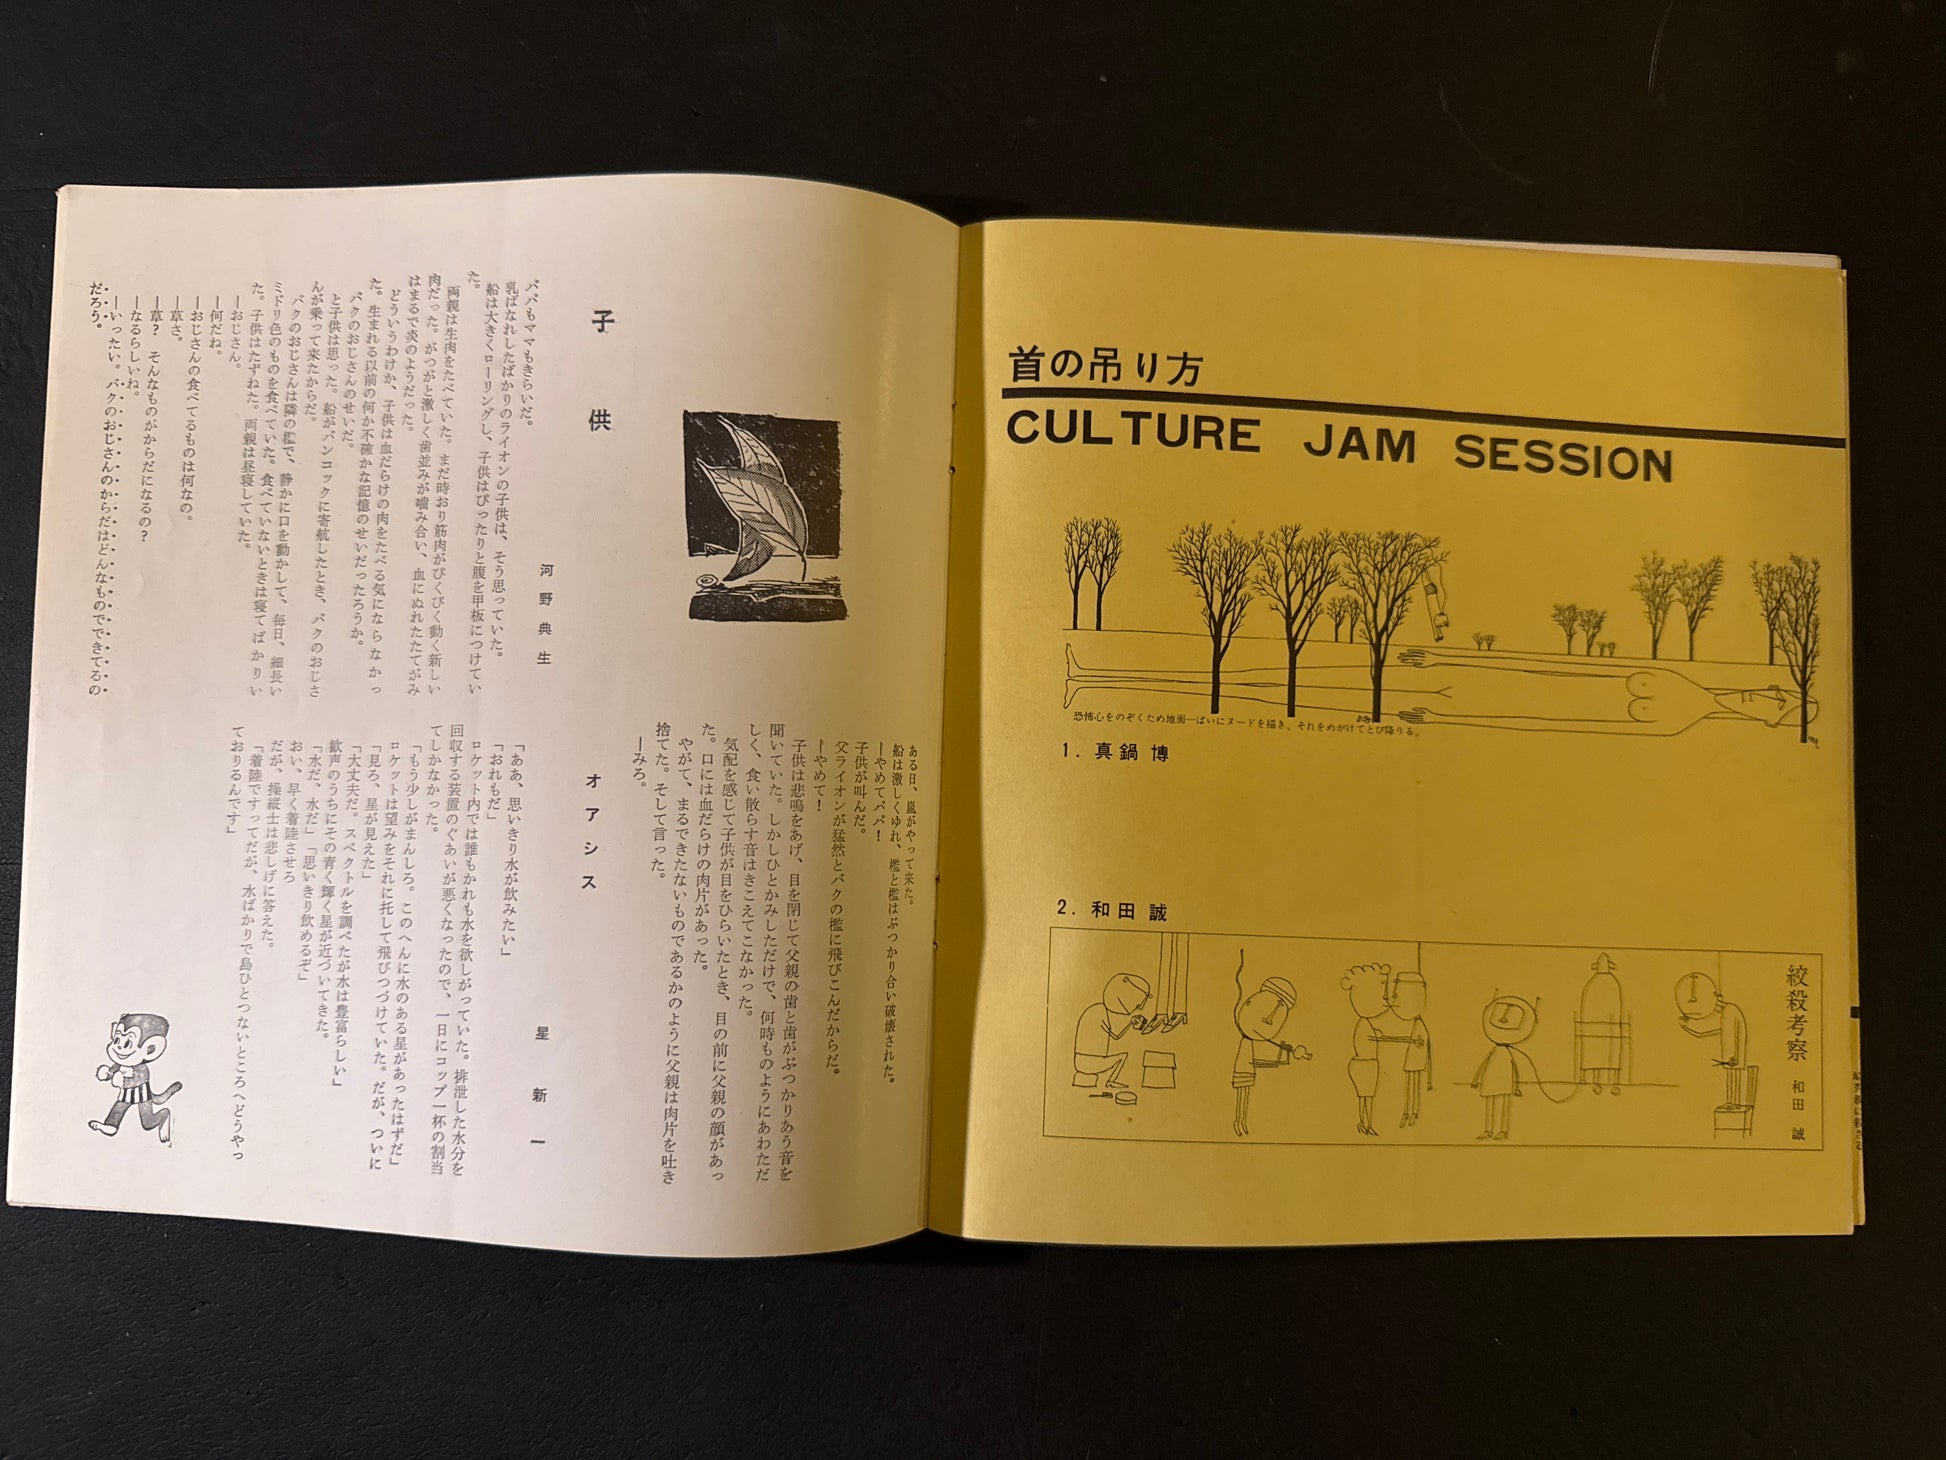 子供
河野典生
パパもママもきらいだ。
乳ばなれしたばかりのライオンの子供は、そう思っていた。
船は大きくローリングし、子供はぴったりと腹を甲板につけてい
た。
両親は生肉をたべていた。まだ時おり筋肉がぴくぴく動く新しい
肉だった。がつがと激しく歯並みが嚙み合い、血にぬれたたてがみ
はまるで炎のようだった。
どういうわけか、子供は血だらけの肉をたべる気にならなかっ
た。生まれる以前の何か不確かな記憶のせいだったろうか。
バクのおじさんのせいだ。
と子供は思った。船がバンコックに寄航したとき、バクのおじさ
んが乗って来たからだ。
バクのおじさんは隣の檻で、静かに口を動かして、毎日、細長い
ミドリ色のものを食べていた。食べていないときは寝てばかりい
た。子供はたずねた。両親は昼寝していた。
―おじさん。
―何だね。
―おじさんの食べてるものは何なの。
―草さ。
―草？　そんなものがからだになるの？
―なるらしいね。
―いったい。バクのおじさんのからだはどんなものでできてるの
だろう。
ある日、嵐がやって来た。
船は激しくゆれ、檻と檻はぶつかり合い破壊された。
―やめてパパ！
子供が叫んだ。
父ライオンが猛然とバクの檻に飛びこんだからだ。
―やめて！
子供は悲鳴をあげ、目を閉じて父親の歯と歯がぶつかりあう音を
聞いていた。しかしひとかみしただけで、何時ものようにあわただ
しく、食い散らす音はきこえてこなかった。
気配を感じて子供が目をひらいたとき、目の前に父親の顔があっ
た。口には血だらけの肉片があった。
やがて、まるできたないものであるかのように父親は肉片を吐き
捨てた。そして言った。
―みろ。
オアシス
星新一
「ああ、思いきり水が飲みたい」
「おれもだ」
ロケット内では誰もかれも水を欲しがっていた。排泄した水分を
回収する装置のぐあいが悪くなったので、一日にコップ一杯の割当
てしかなかった。
「もう少しがまんしろ。このへんに水のある星があったはずだ」
ロケットは望みをそれに托して飛びつづけていた。だが、ついに
「見ろ、星が見えた」
「大丈夫だ。スペクトルを調べたが水は豊富らしい」
歓声のうちにその青く輝く星が近づいてきた。
「水だ、水だ」「思いきり飲めるぞ」
おい、早く着陸させろ
だが、操縦士は悲しげに答えた。
「着陸ですってだが、水ばかりで島ひとつないところへどうやっ
ておりるんです」
首の吊り方
CULTURE JAM SESSION
恐怖心をのぞくため地面一ぱいにヌードを描き、それをめがけてとび降りる。
1. 真鍋 博
2. 和田 誠
絞殺考察
和田 誠